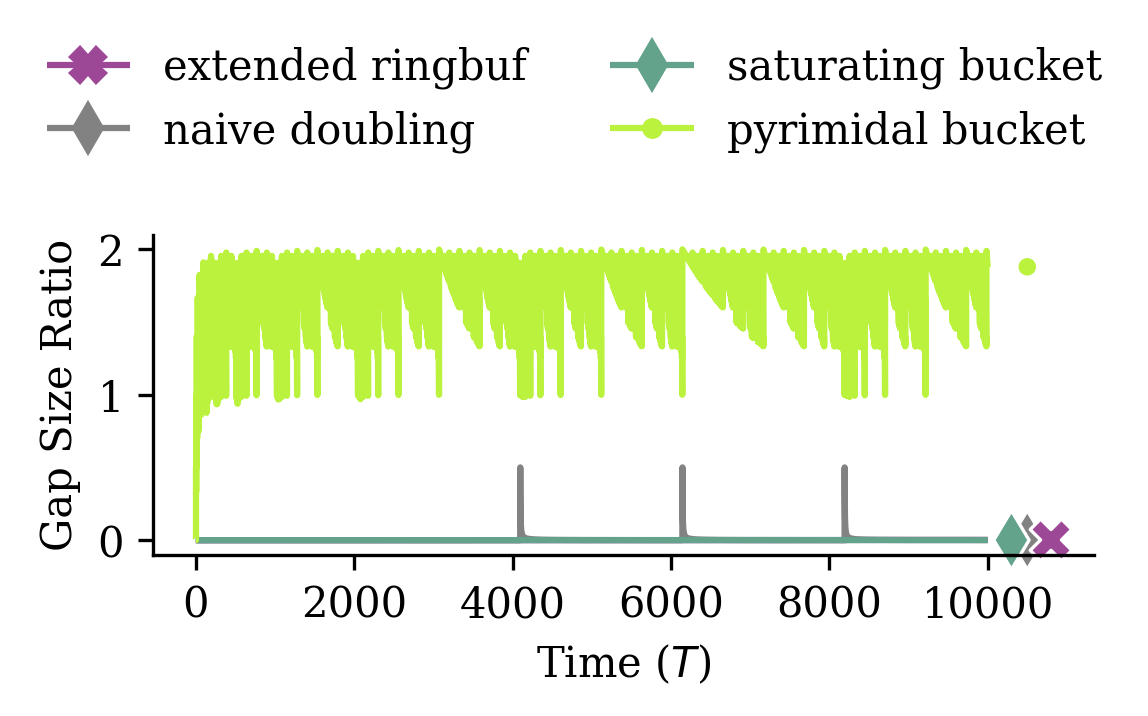 extended ringbuf
saturating bucket
naive doubling
pyrimidal bucket
Gap Size Ratio
2
1
0
0 2000 4000 6000 8000 10000
Time (T)